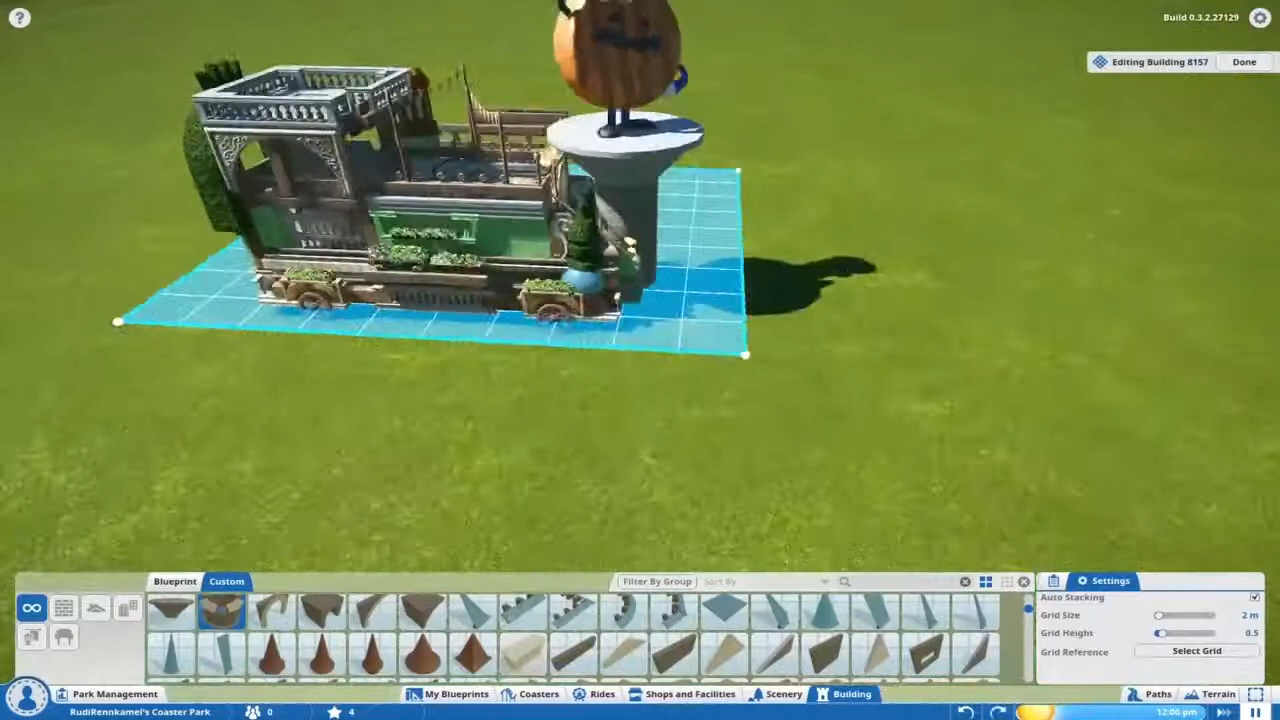 ?
Build 0.3.2.27129
Editing Building 8157 Done
Blueprint Custom Filter By Group Sort By Settings
Auto Stacking
Grid Size 2 m
Grid Height 0.5
Grid Reference Select Grid
Park Management My Blueprints Coasters Rides Shops and Facilities Scenery Building Paths Terrain
RudiRennkamel's Coaster Park 0 4 12:00 pm